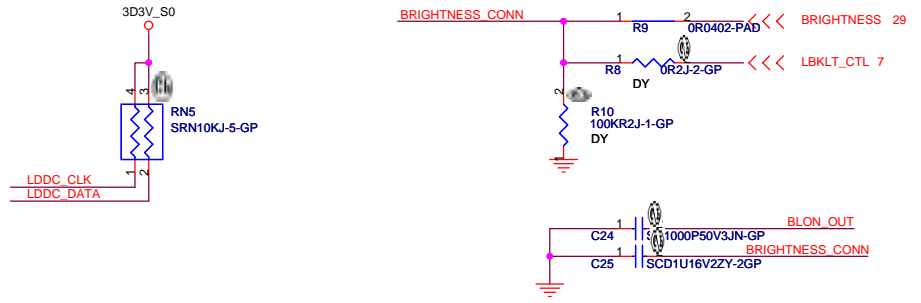 3D3V_S0
4 3
RN5
SRN10KJ-5-GP
1 2
LDDC_CLK
LDDC_DATA
BRIGHTNESS_CONN
1 2
R9 0R0402-PAD
BRIGHTNESS 29
1
R8 0R2J-2-GP
DY
LBKLT_CTL 7
2
R10
100KR2J-1-GP
DY
1
1
C24 1000P50V3JN-GP
BLON_OUT
1
C25 SCD1U16V2ZY-2GP
BRIGHTNESS_CONN